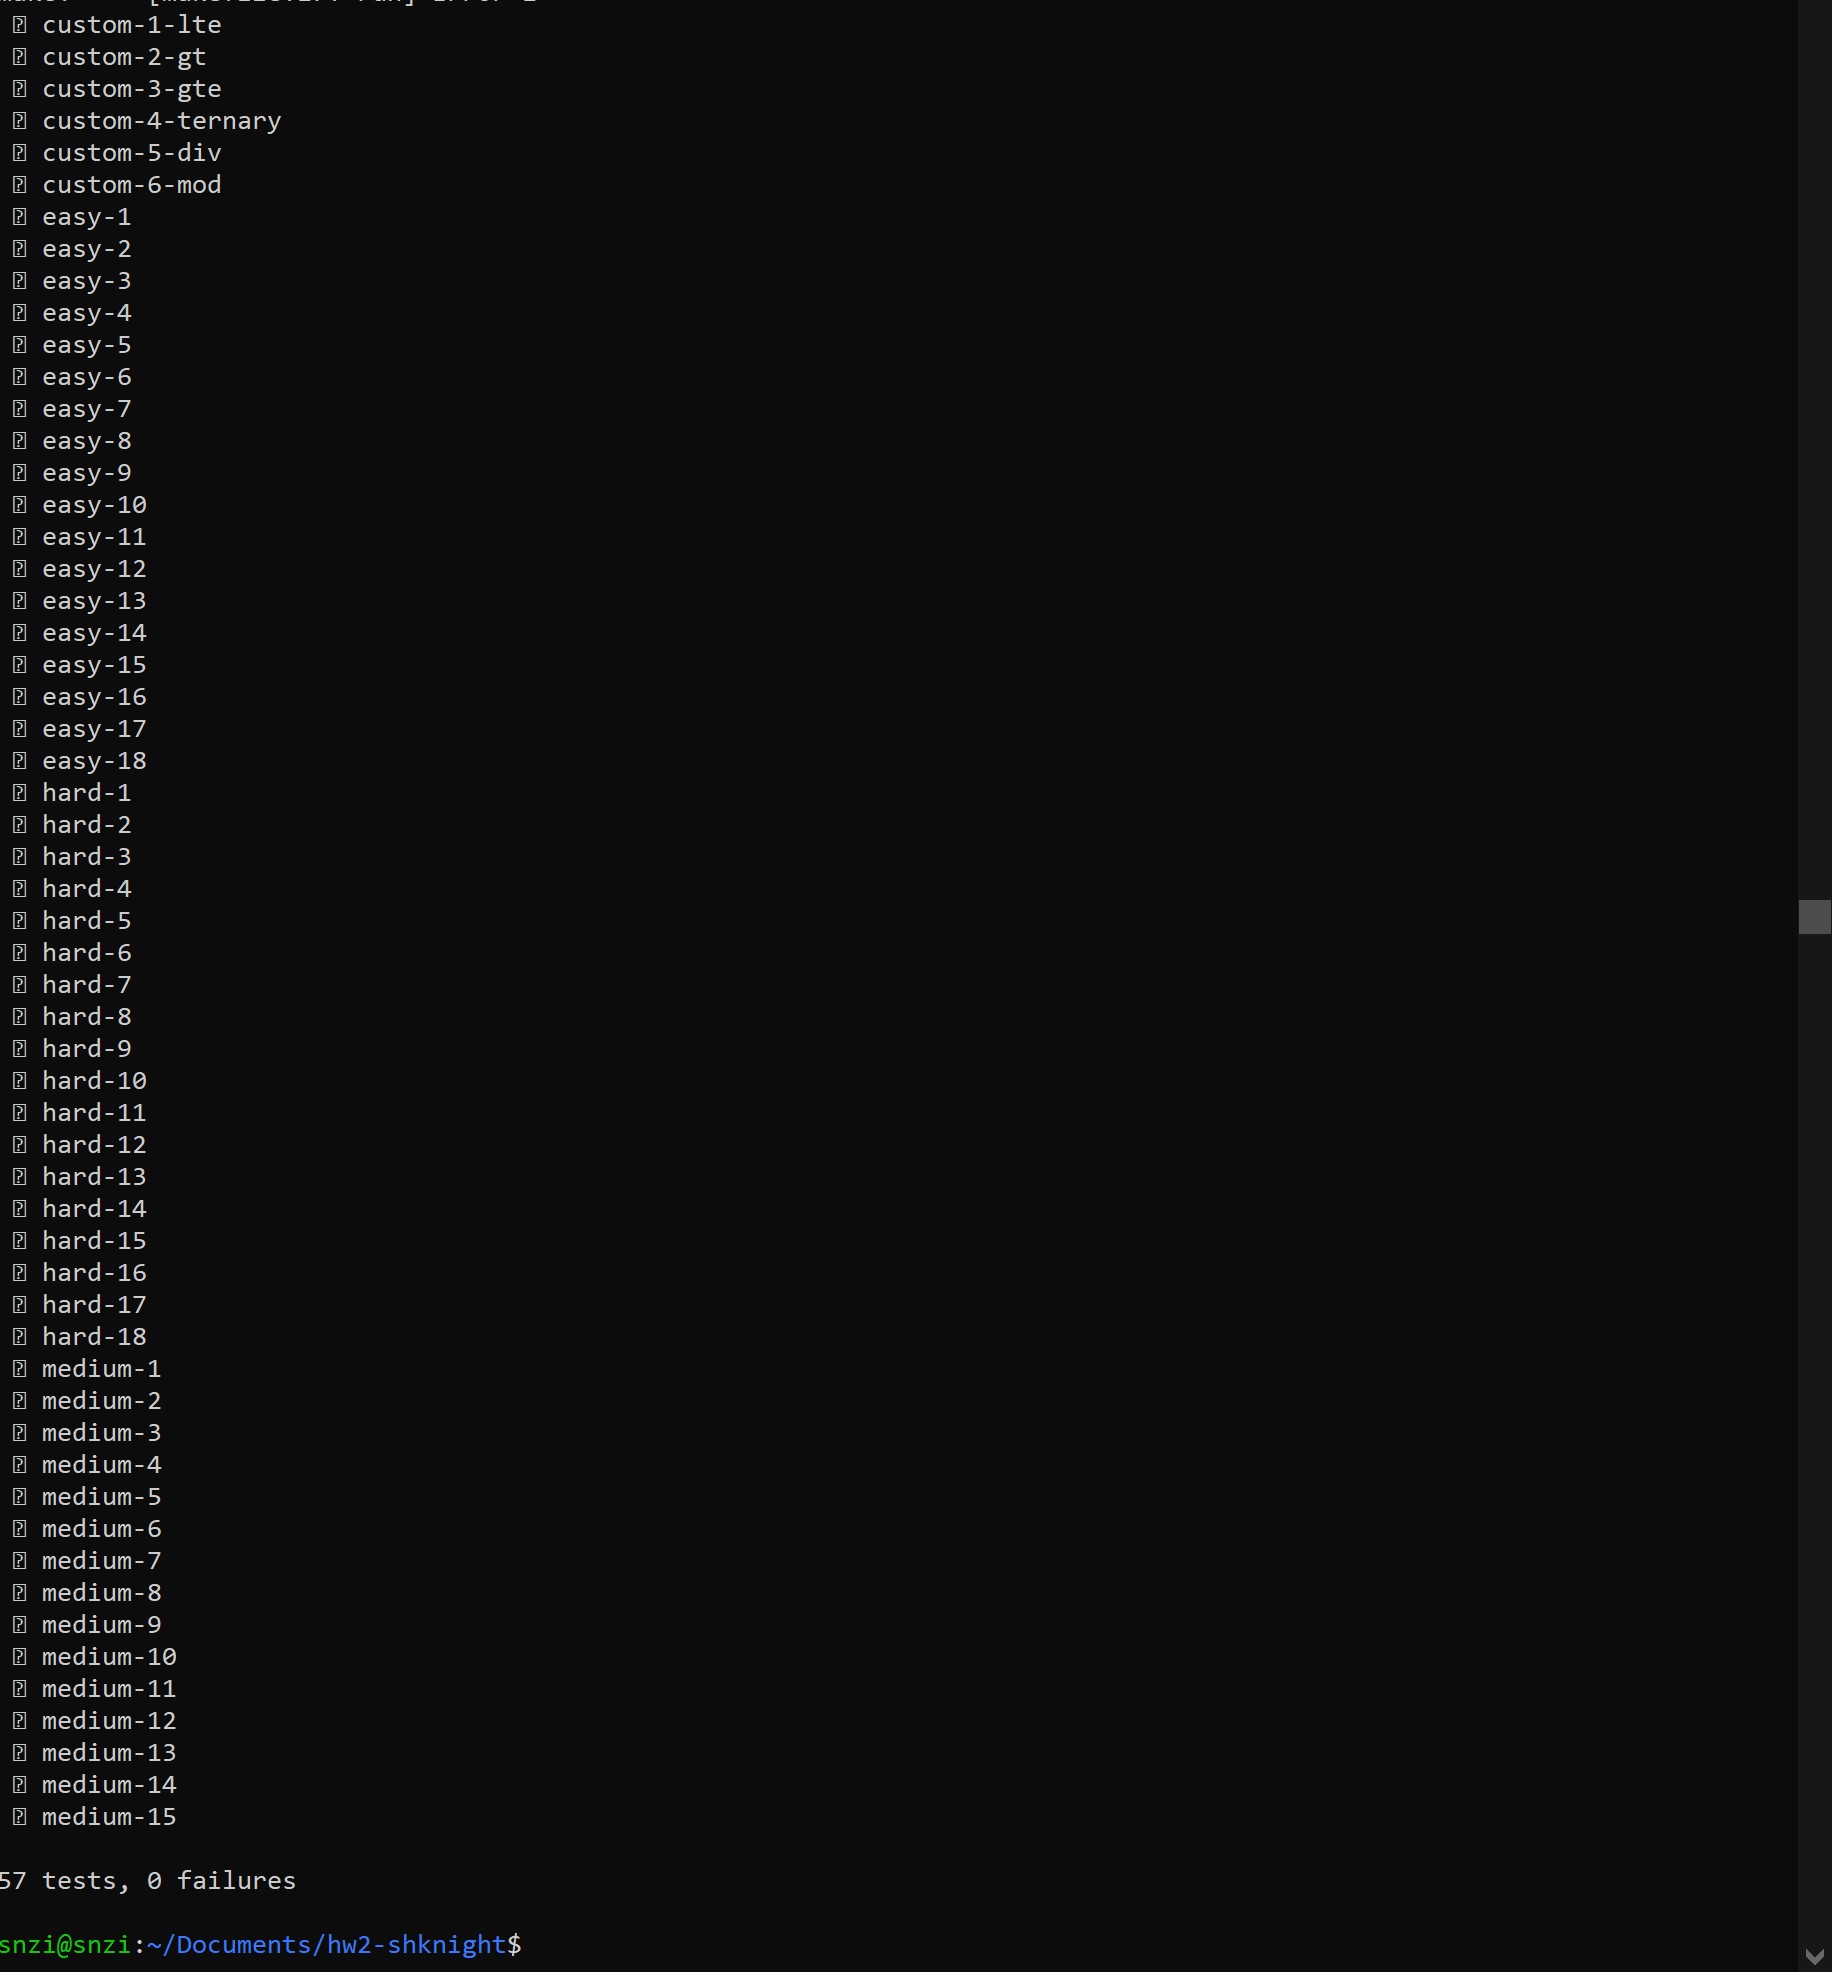 custom-1-lte
custom-2-gt
custom-3-gte
custom-4-ternary
custom-5-div
custom-6-mod
easy-1
easy-2
easy-3
easy-4
easy-5
easy-6
easy-7
easy-8
easy-9
easy-10
easy-11
easy-12
easy-13
easy-14
easy-15
easy-16
easy-17
easy-18
hard-1
hard-2
hard-3
hard-4
hard-5
hard-6
hard-7
hard-8
hard-9
hard-10
hard-11
hard-12
hard-13
hard-14
hard-15
hard-16
hard-17
hard-18
medium-1
medium-2
medium-3
medium-4
medium-5
medium-6
medium-7
medium-8
medium-9
medium-10
medium-11
medium-12
medium-13
medium-14
medium-15
57 tests, 0 failures
snzi@snzi:~/Documents/hw2-shknight$